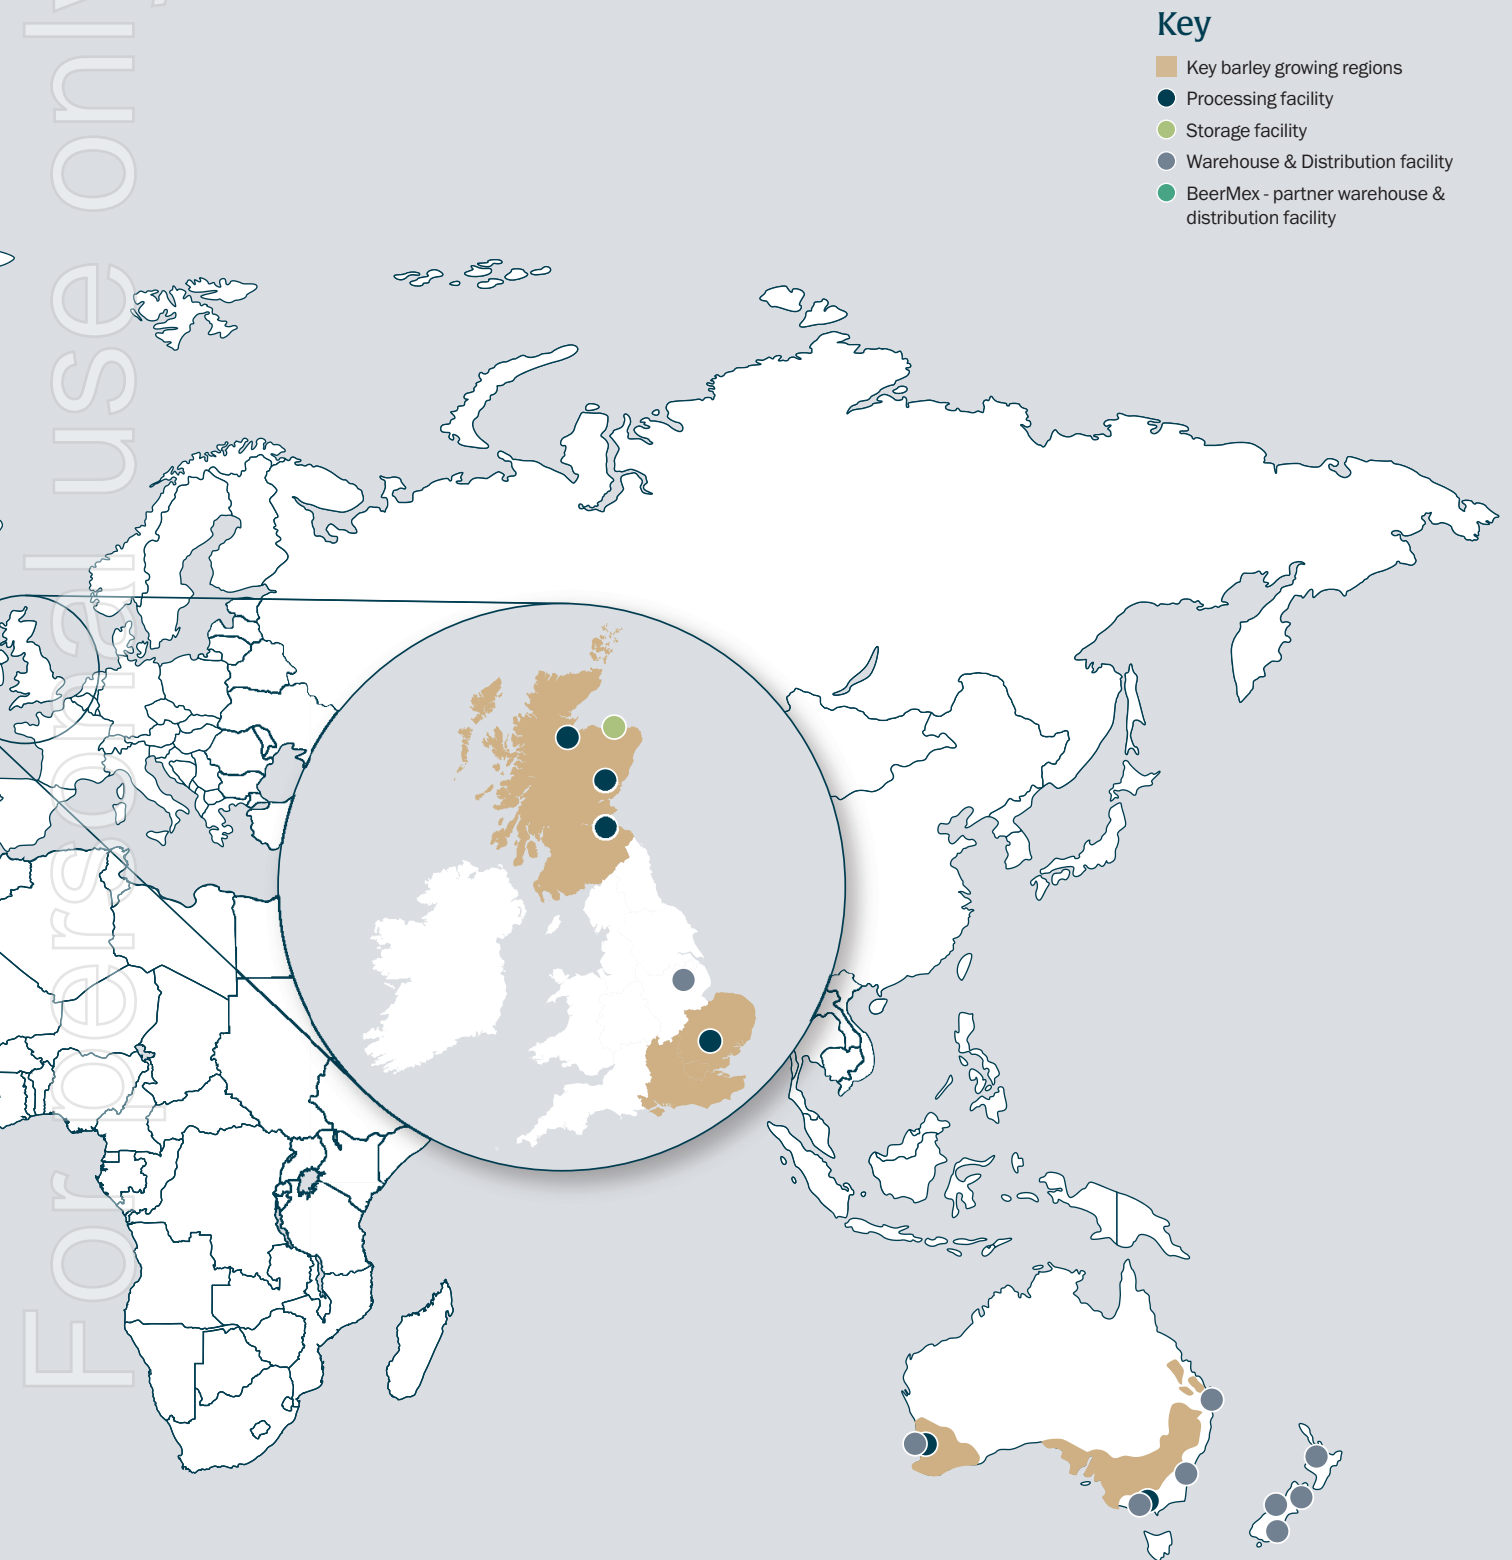 Key
Key barley growing regions
Processing facility
Storage facility
Warehouse & Distribution facility
BeerMex - partner warehouse &
distribution facility
For personal use only